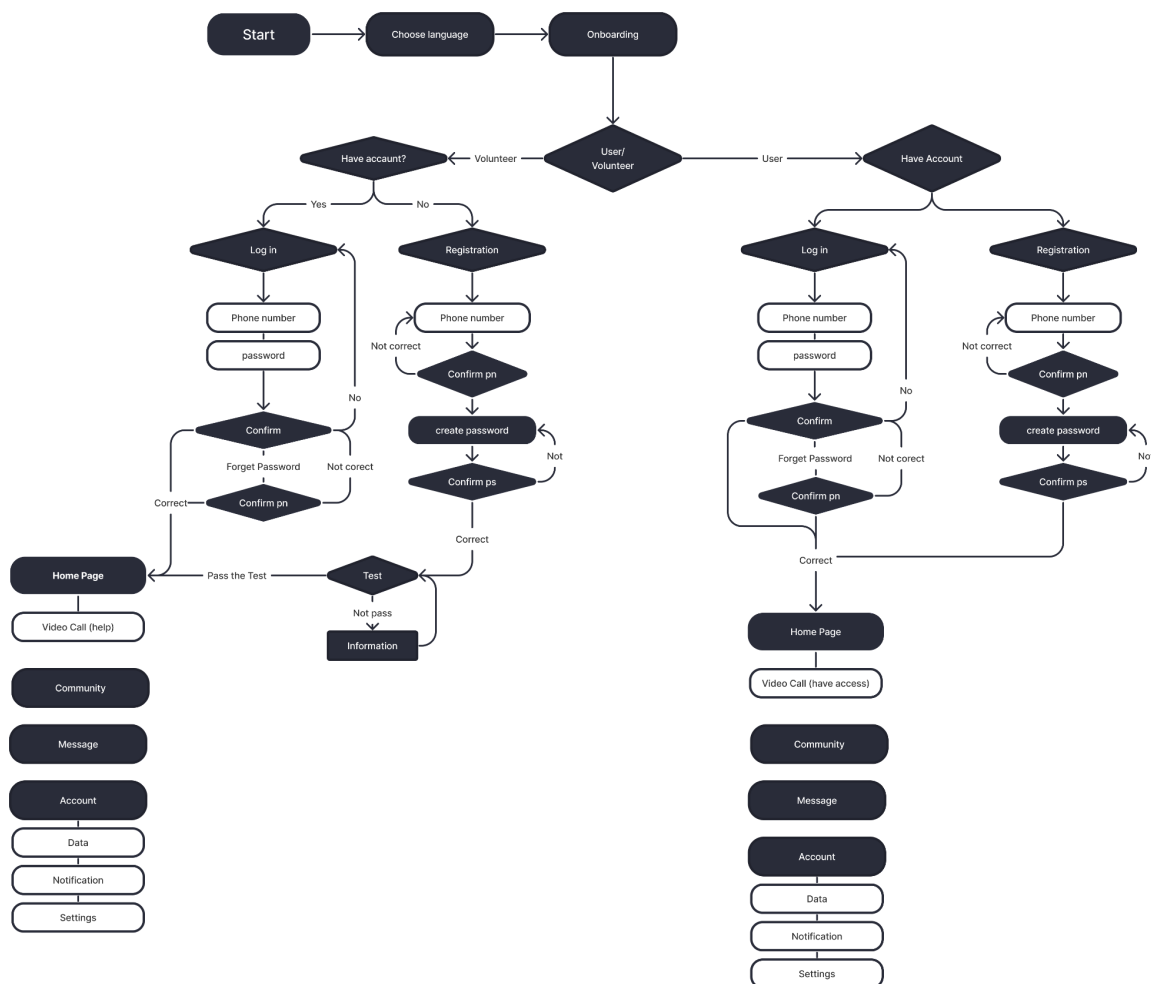 Start
Choose language
Onboarding
User/
Volunteer
Volunteer
User
Have accaunt?
Have Account
Yes
No
Log in
Registration
Log in
Registration
Phone number
Phone number
Phone number
Phone number
Not correct
Not correct
password
password
Confirm pn
Confirm pn
No
No
Confirm
create password
Confirm
create password
Forget Password
Not corect
Not
Forget Password
Not corect
No
Confirm pn
Confirm ps
Confirm pn
Confirm ps
Correct
Correct
Correct
Home Page
Pass the Test
Test
Not pass
Information
Video Call (help)
Home Page
Video Call (have access)
Community
Message
Account
Data
Notification
Settings
Community
Message
Account
Data
Notification
Settings